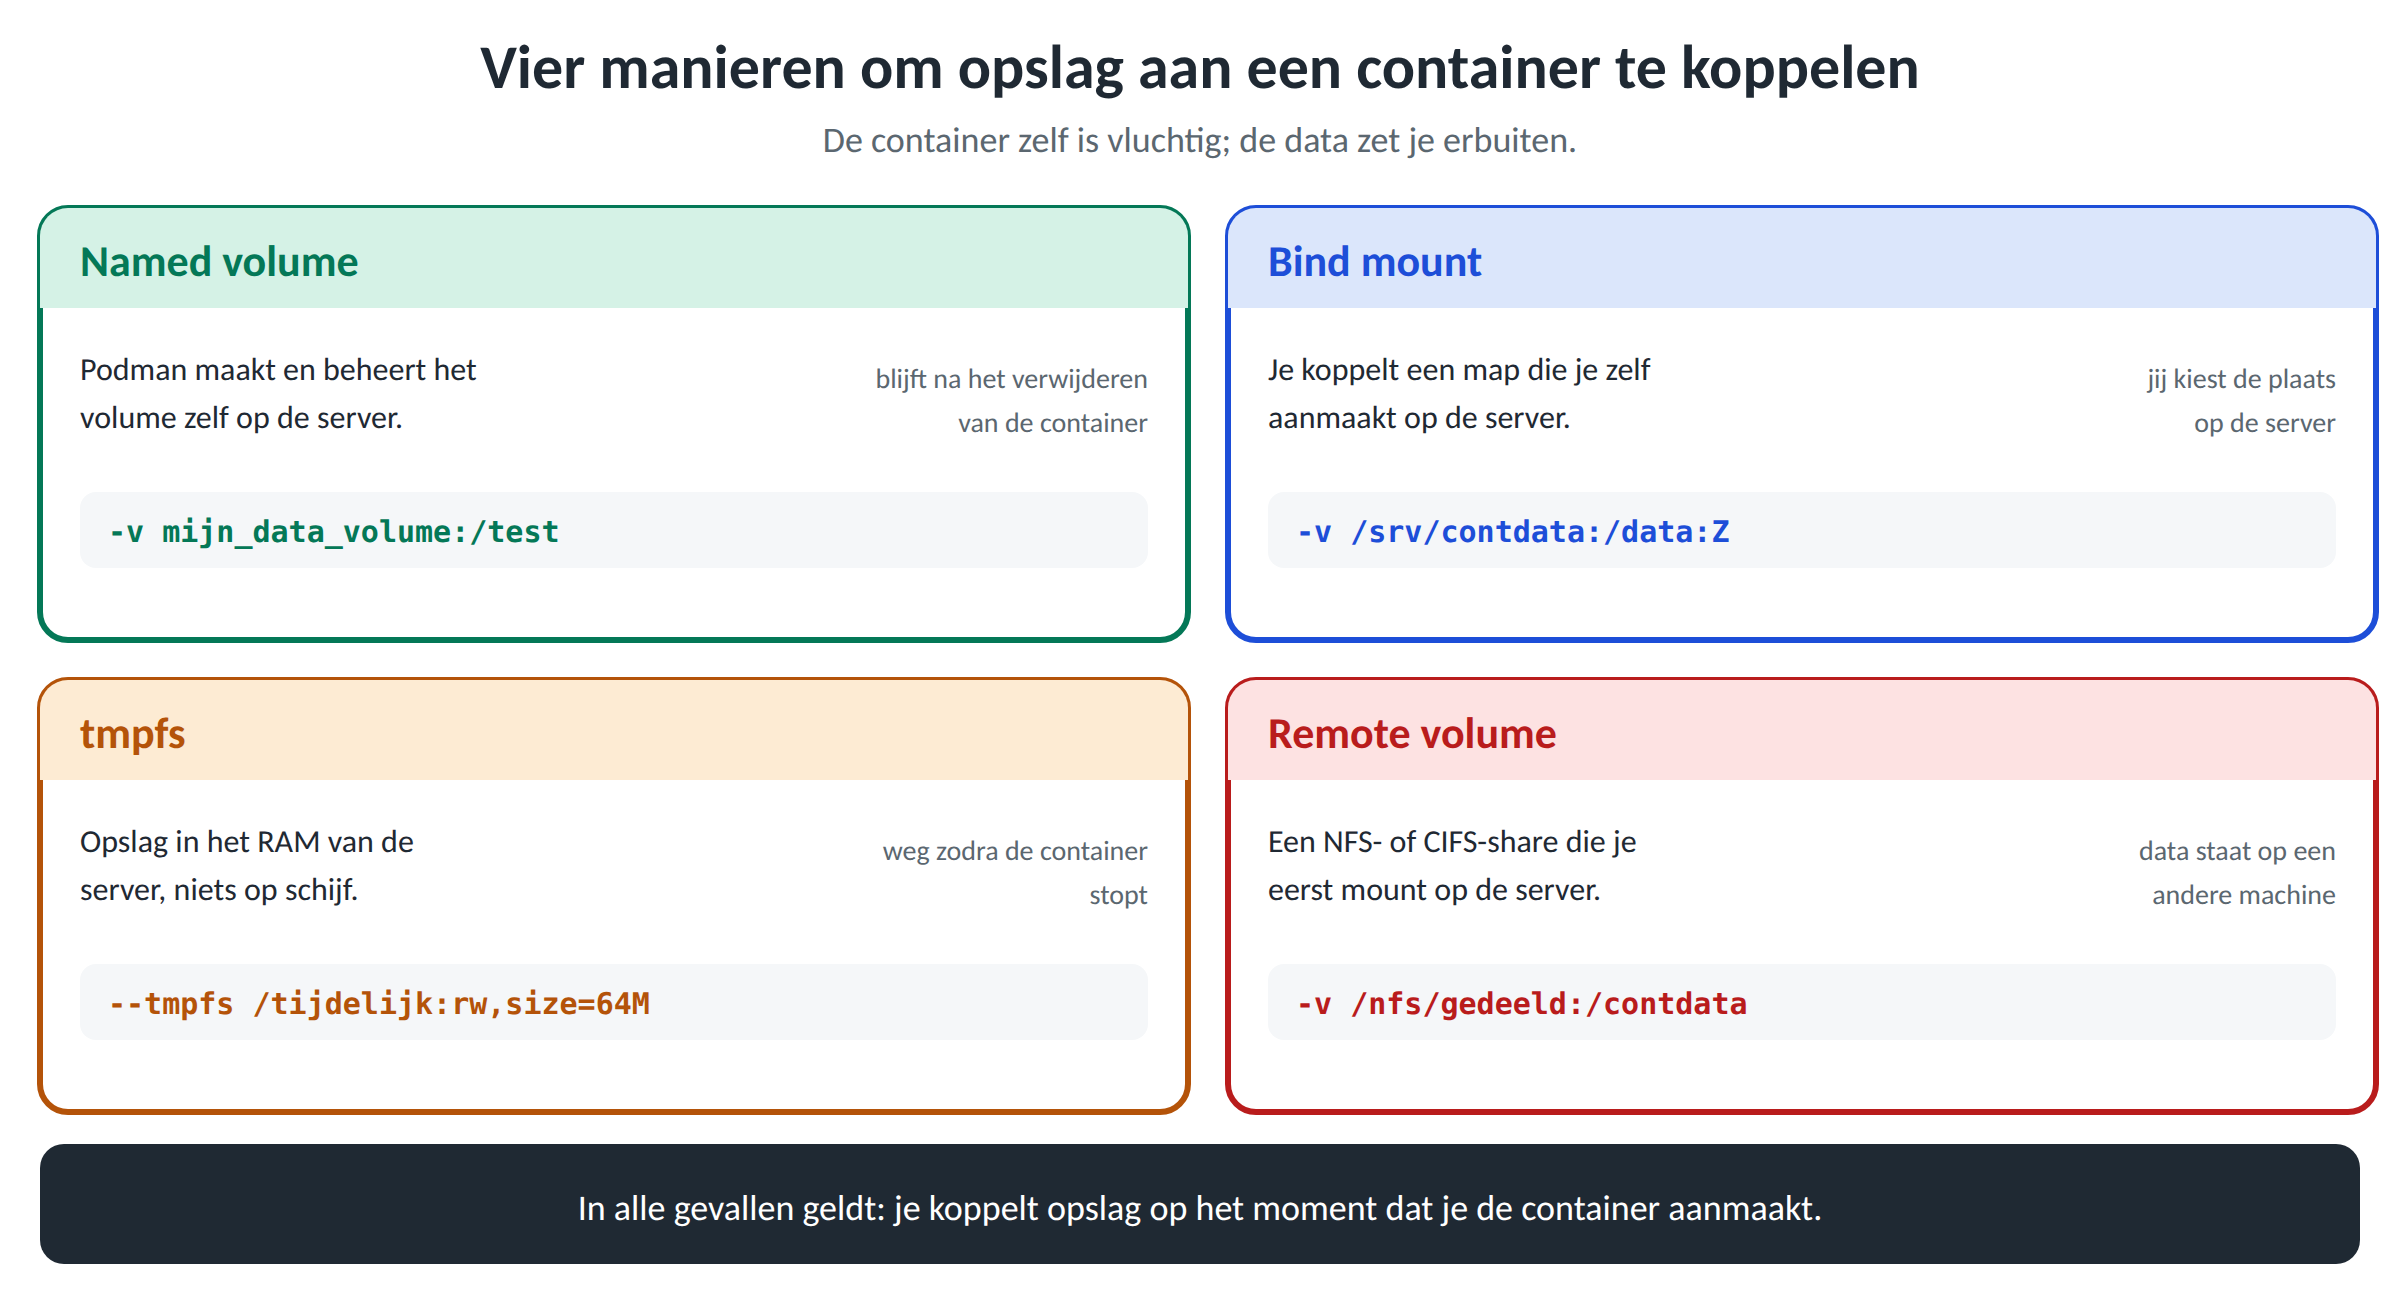 Vier manieren om opslag aan een container te koppelen
De container zelf is vluchtig; de data zet je erbuiten.
Named volume
Podman maakt en beheert het
volume zelf op de server.
blijft na het verwijderen
van de container
-v mijn_data_volume:/test
Bind mount
Je koppelt een map die je zelf
aanmaakt op de server.
jij kiest de plaats
op de server
-v /srv/contdata:/data:Z
tmpfs
Opslag in het RAM van de
server, niets op schijf.
weg zodra de container
stopt
--tmpfs /tijdelijk:rw,size=64M
Remote volume
Een NFS- of CIFS-share die je
eerst mount op de server.
data staat op een
andere machine
-v /nfs/gedeeld:/contdata
In alle gevallen geldt: je koppelt opslag op het moment dat je de container aanmaakt.